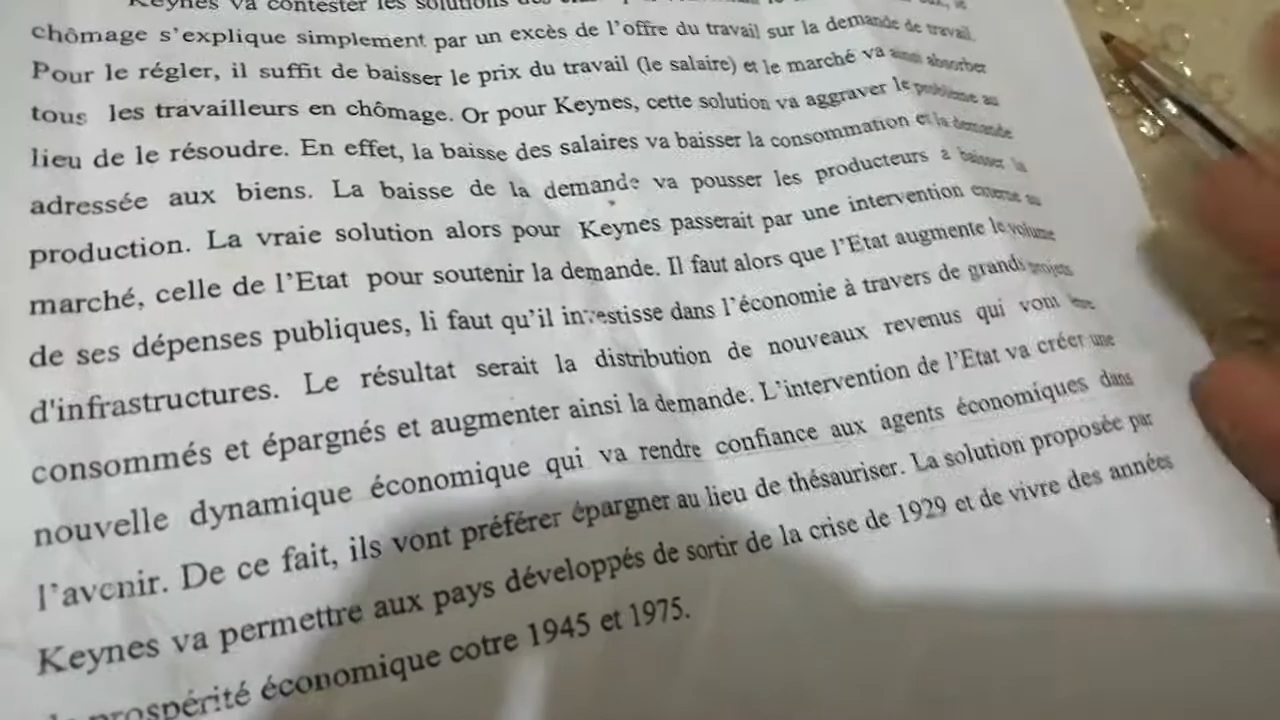 Keynes va contester les solutions
chômage s'explique simplement par un excès de l'offre du travail sur la demande de travail.
Pour le régler, il suffit de baisser le prix du travail (le salaire) et le marché va ainsi absorber
tous les travailleurs en chômage. Or pour Keynes, cette solution va aggraver le problème au
lieu de le résoudre. En effet, la baisse des salaires va baisser la consommation et la demande
adressée aux biens. La baisse de la demande va pousser les producteurs à baisser la
production. La vraie solution alors pour Keynes passerait par une intervention externe au
marché, celle de l'Etat pour soutenir la demande. Il faut alors que l'Etat augmente le volume
de ses dépenses publiques, li faut qu'il investisse dans l'économie à travers de grands projets
d'infrastructures. Le résultat serait la distribution de nouveaux revenus qui vont être
consommés et épargnés et augmenter ainsi la demande. L'intervention de l'Etat va créer une
nouvelle dynamique économique qui va rendre confiance aux agents économiques dans
l'avenir. De ce fait, ils vont préférer épargner au lieu de thésauriser. La solution proposée par
Keynes va permettre aux pays développés de sortir de la crise de 1929 et de vivre des années
prospérité économique cotre 1945 et 1975.